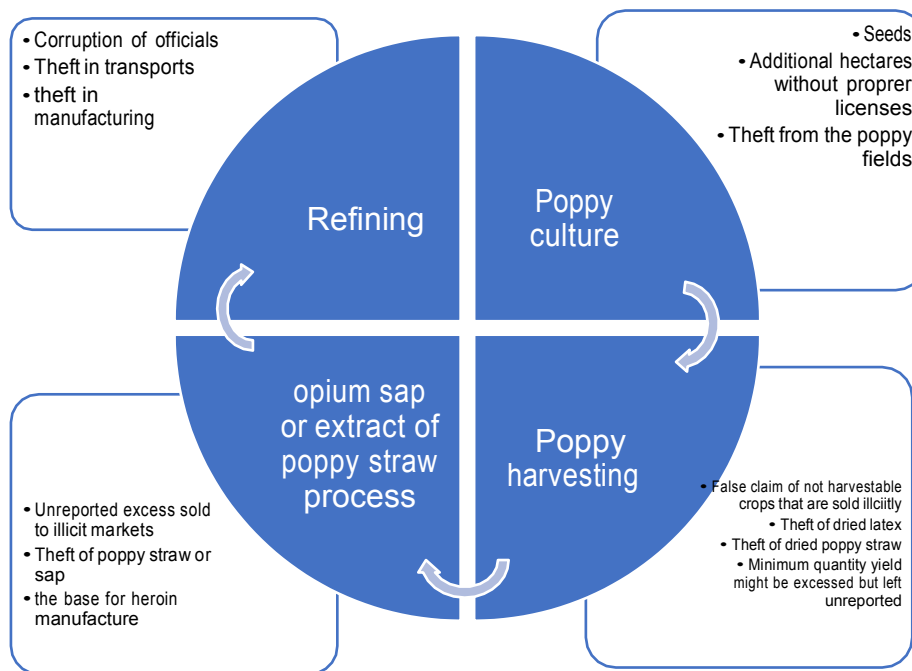 • Corruption of officials
• Theft in transports
• theft in
manufacturing
• Seeds
• Additional hectares
without proprer
licenses
• Theft from the poppy
fields
Refining
Poppy
culture
opium sap
or extract of
poppy straw
process
Poppy
harvesting
• Unreported excess sold
to illicit markets
• Theft of poppy straw or
sap
• the base for heroin
manufacture
• False claim of not harvestable
crops that are sold illciitly
• Theft of dried latex
• Theft of dried poppy straw
• Minimum quantity yield
might be excessed but left
unreported